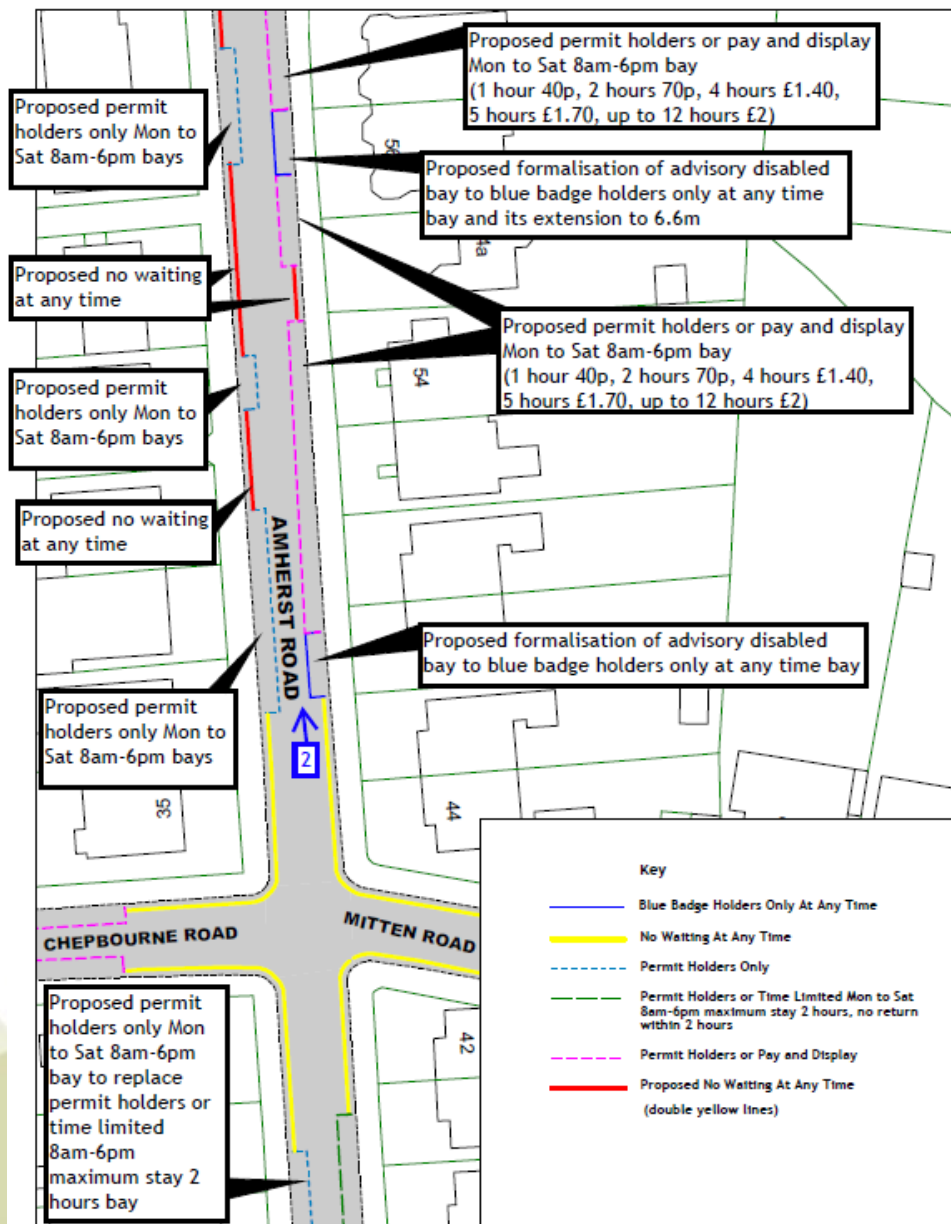 Proposed permit holders or pay and display
Mon to Sat 8am-6pm bay
(1 hour 40p, 2 hours 70p, 4 hours £1.40,
5 hours £1.70, up to 12 hours £2)
Proposed permit
holders only Mon to
Sat 8am-6pm bays
56
Proposed formalisation of advisory disabled
bay to blue badge holders only at any time
bay and its extension to 6.6m
4a
Proposed no waiting
at any time
Proposed permit holders or pay and display
Mon to Sat 8am-6pm bay
(1 hour 40p, 2 hours 70p, 4 hours £1.40,
5 hours £1.70, up to 12 hours £2)
54
Proposed permit
holders only Mon to
Sat 8am-6pm bays
Proposed no waiting
at any time
AMHERST ROAD
Proposed formalisation of advisory disabled
bay to blue badge holders only at any time bay
Proposed permit
holders only Mon to
Sat 8am-6pm bays
2
35
44
CHEPBOURNE ROAD
MITTEN ROAD
Proposed permit
holders only Mon
to Sat 8am-6pm
bay to replace
permit holders or
time limited
8am-6pm
maximum stay 2
hours bay
42
Key
Blue Badge Holders Only At Any Time
No Waiting At Any Time
Permit Holders Only
Permit Holders or Time Limited Mon to Sat
8am-6pm maximum stay 2 hours, no return
within 2 hours
Permit Holders or Pay and Display
Proposed No Waiting At Any Time
(double yellow lines)